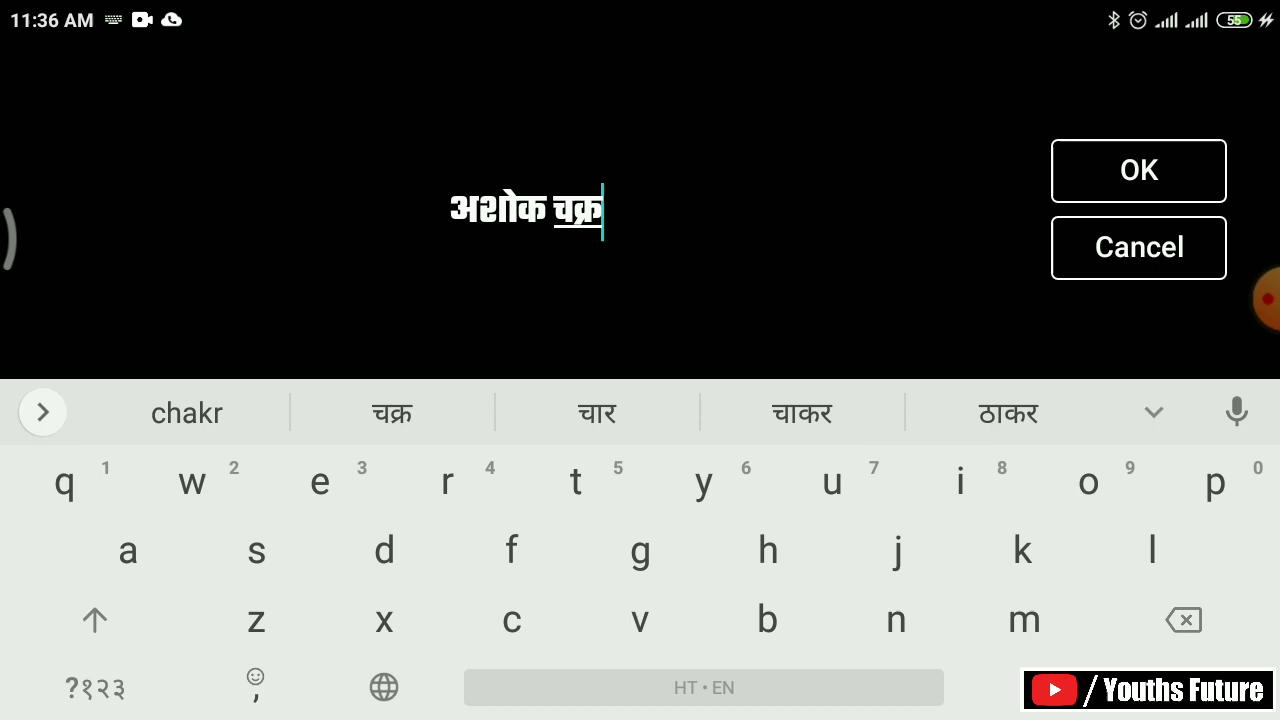 11:36 AM
55
अशोक चक्र
OK
Cancel
chakr चक्र चार चाकर ठाकर
q 1 w 2 e 3 r 4 t 5 y 6 u 7 i 8 o 9 p 0
a s d f g h j k l
z x c v b n m
?१२३ , HT • EN
/ Youths Future